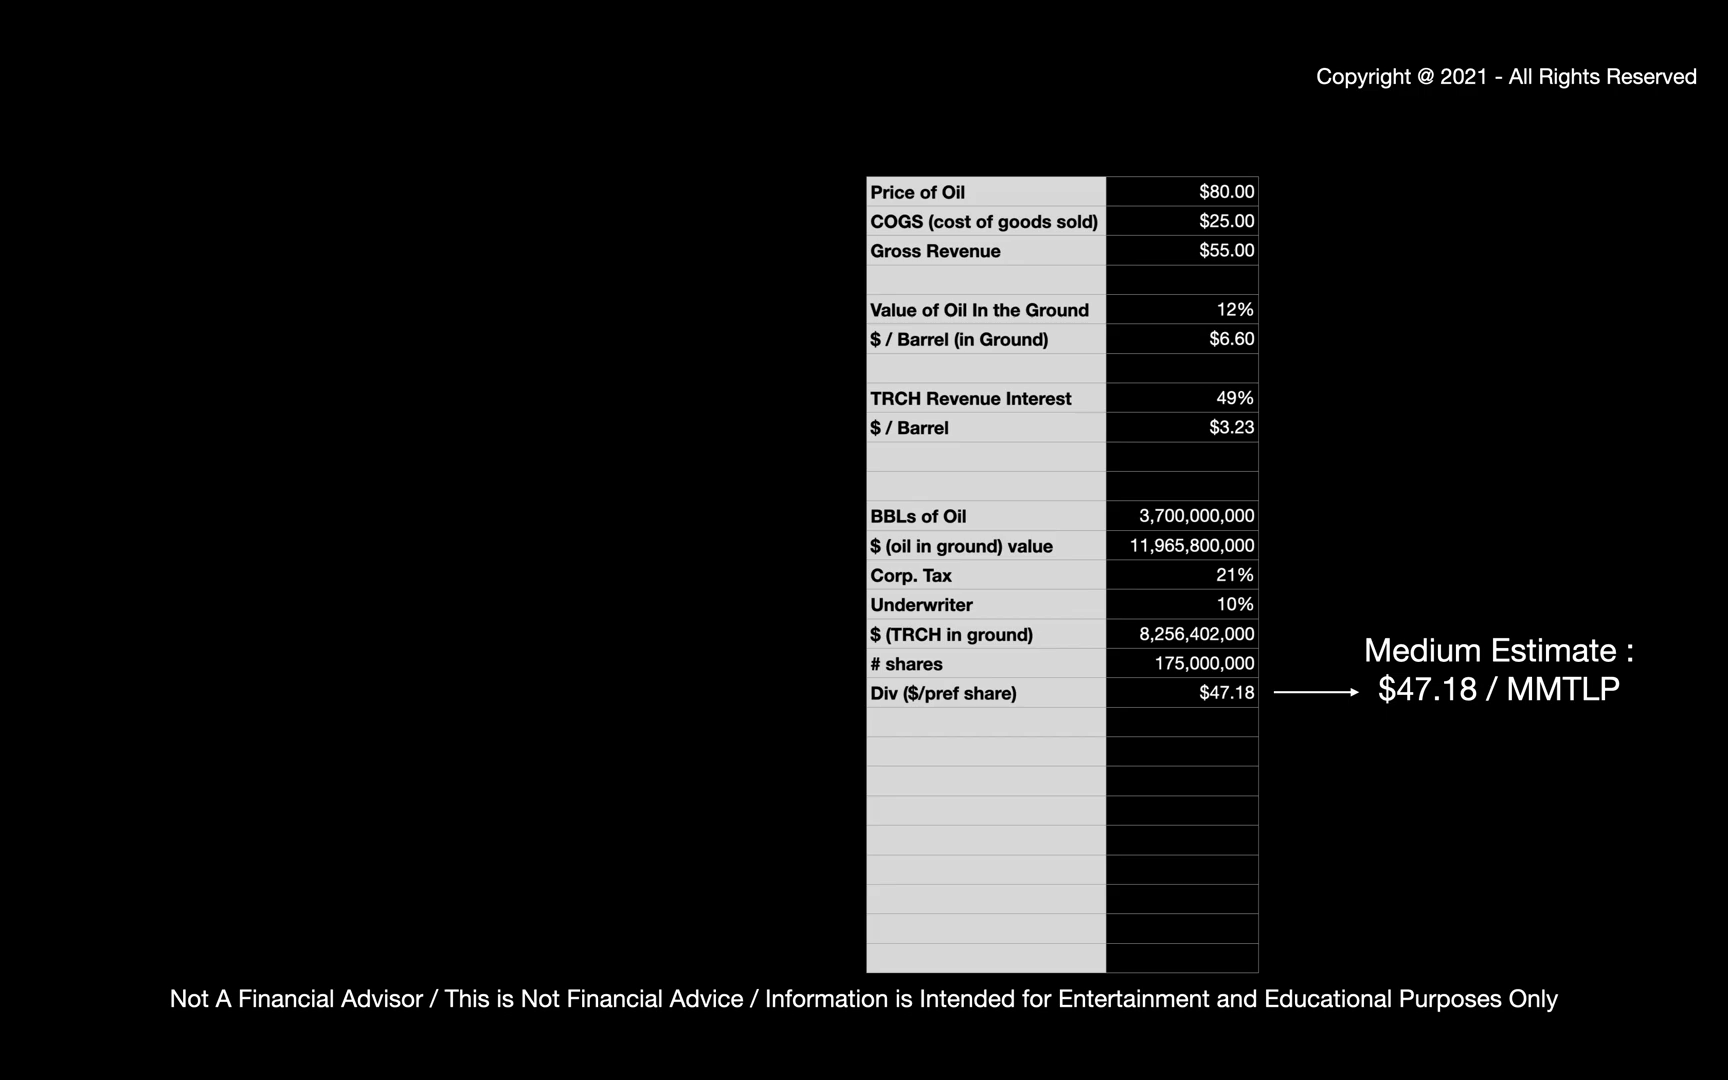 Copyright @ 2021 - All Rights Reserved
Price of Oil $80.00
COGS (cost of goods sold) $25.00
Gross Revenue $55.00
Value of Oil In the Ground 12%
$ / Barrel (in Ground) $6.60
TRCH Revenue Interest 49%
$ / Barrel $3.23
BBLs of Oil 3,700,000,000
$ (oil in ground) value 11,965,800,000
Corp. Tax 21%
Underwriter 10%
$ (TRCH in ground) 8,256,402,000
# shares 175,000,000
Div ($/pref share) $47.18
Medium Estimate :
$47.18 / MMTLP
Not A Financial Advisor / This is Not Financial Advice / Information is Intended for Entertainment and Educational Purposes Only